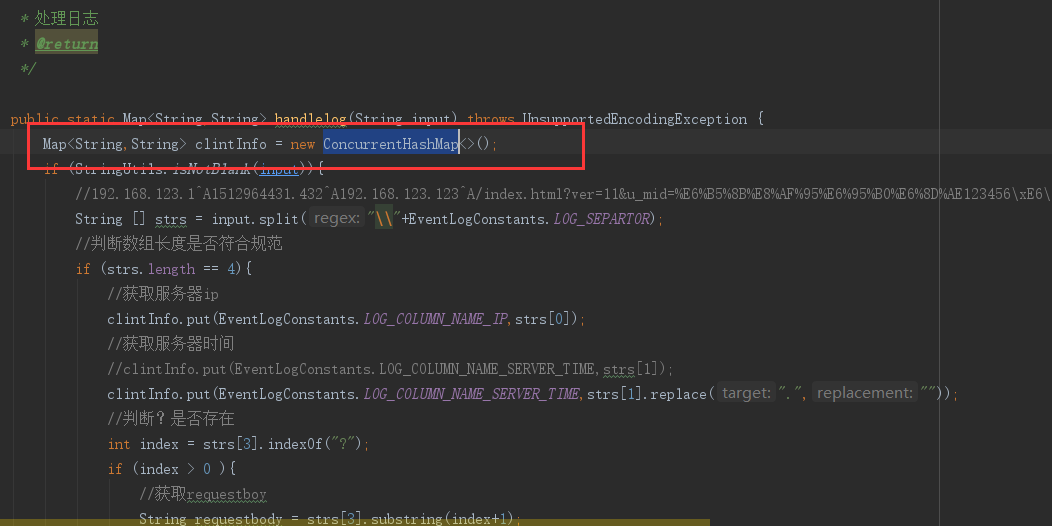 * 处理日志
* @return
*/
public static Map<String,String> handlelog(String input) throws UnsupportedEncodingException {
Map<String,String> clintInfo = new ConcurrentHashMap<>();
if (StringUtils.isNotBlank(input)){
//192.168.123.1^A1512964431.432^A192.168.123.123^A/index.html?ver=1l&u_mid=%E6%B5%8B%E8%AF%95%E6%95%B0%E6%8D%AE123456\xE6\
String [] strs = input.split( regex: "\\"+EventLogConstants.LOG_SEPARTOR);
//判断数组长度是否符合规范
if (strs.length == 4){
//获取服务器ip
clintInfo.put(EventLogConstants.LOG_COLUMN_NAME_IP,strs[0]);
//获取服务器时间
//clintInfo.put(EventLogConstants.LOG_COLUMN_NAME_SERVER_TIME,strs[1]);
clintInfo.put(EventLogConstants.LOG_COLUMN_NAME_SERVER_TIME,strs[1].replace( target: ".", replacement: ""));
//判断？是否存在
int index = strs[3].indexOf("?");
if (index > 0 ){
//获取requestboy
String requestbody = strs[3].substring(index+1);